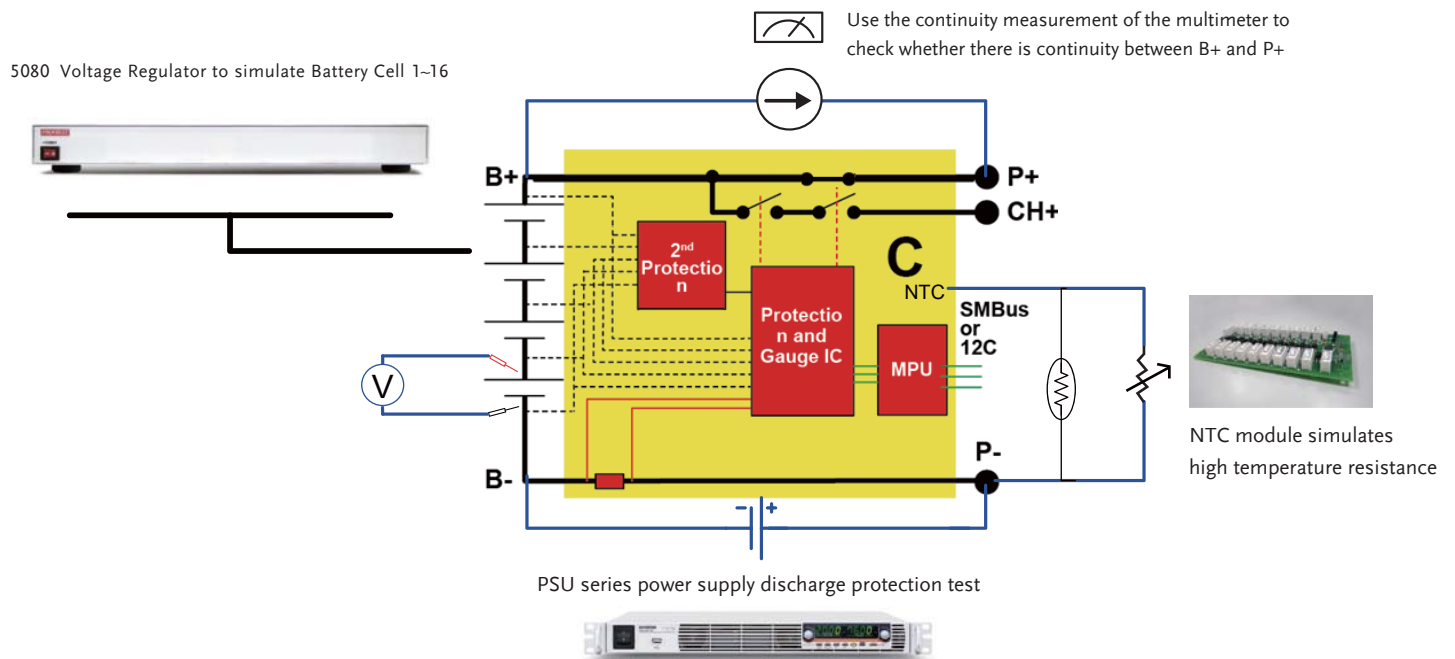 Use the continuity measurement of the multimeter to
check whether there is continuity between B+ and P+
5080 Voltage Regulator to simulate Battery Cell 1~16
B+
P+
CH+
2nd
Protectio
n
C
NTC
Protectio
n and
Gauge IC
SMBus
or
12C
MPU
V
NTC module simulates
high temperature resistance
P-
B-
- +
PSU series power supply discharge protection test